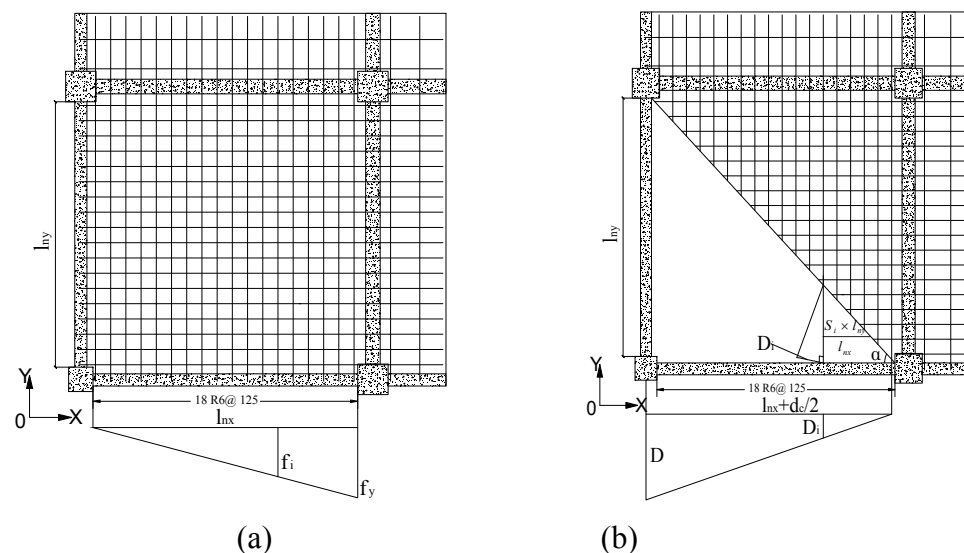 l_ny
Y
0
X
18 R6@ 125
l_nx
f_i
f_y
(a)
l_ny
D_i
S_i × l_ny
l_nx
α
Y
0
X
18 R6@ 125
l_nx+d_c/2
D_i
D
(b)